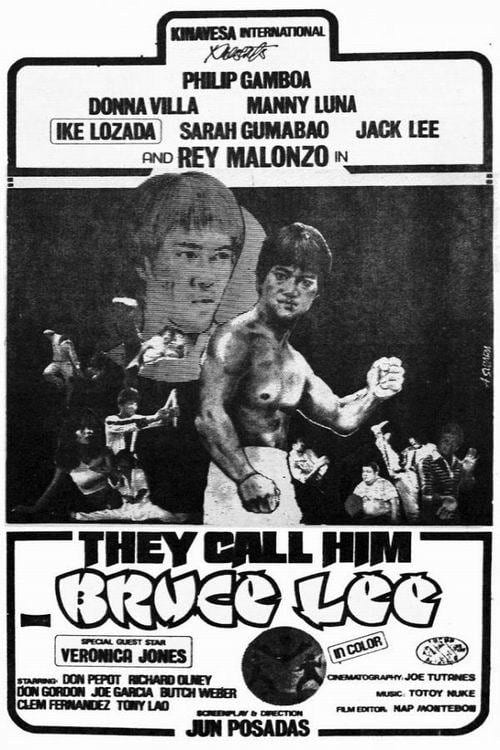 KINAVESA INTERNATIONAL
Presents
PHILIP GAMBOA
DONNA VILLA MANNY LUNA
IKE LOZADA SARAH GUMABAO JACK LEE
AND REY MALONZO IN
THEY CALL HIM
BRUCE LEE
SPECIAL GUEST STAR
VERONICA JONES
IN COLOR
STARRING: DON PEPOT RICHARD OLNEY
DON GORDON JOE GARCIA BUTCH WEBER
CLEM FERNANDEZ TONY LAO
CINEMATOGRAPHY: JOE TUTANES
MUSIC: TOTOY NUKE
FILM EDITOR: NAP MONTEBON
SCREENPLAY & DIRECTION
JUN POSADAS